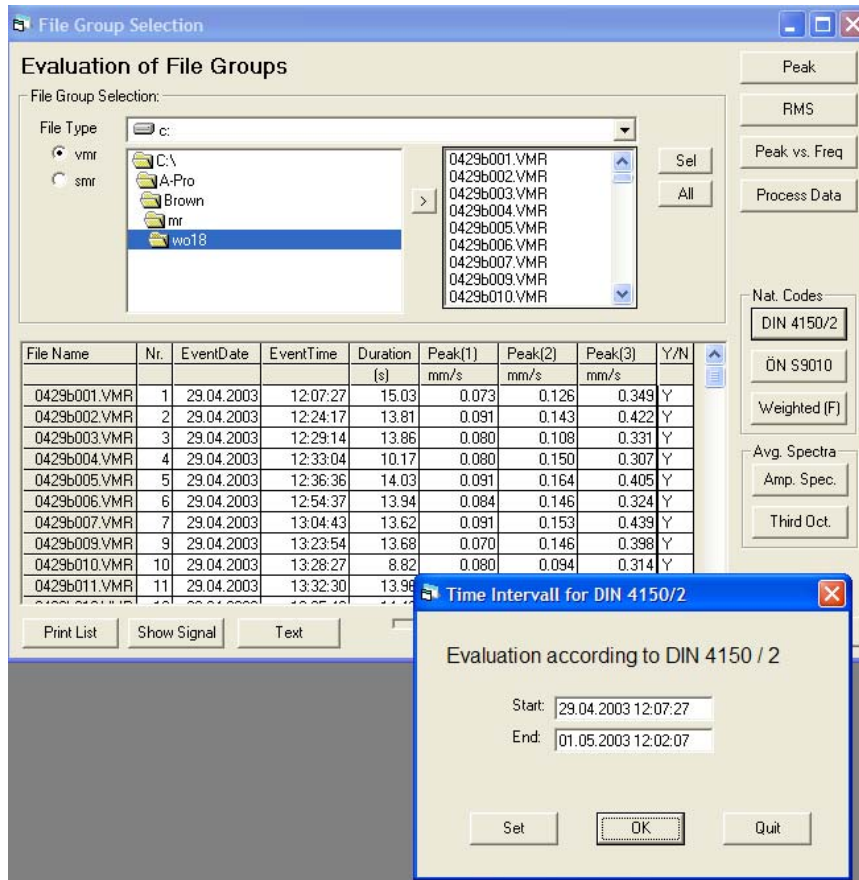 File Group Selection
Evaluation of File Groups
File Group Selection:
File Type
c:
vmr
smr
C:\
A-Pro
Brown
mr
wo18
>
0429b001.VMR
0429b002.VMR
0429b003.VMR
0429b004.VMR
0429b005.VMR
0429b006.VMR
0429b007.VMR
0429b009.VMR
0429b010.VMR
Sel
All
Peak
RMS
Peak vs. Freq
Process Data
Nat. Codes
DIN 4150/2
ÖN S9010
Weighted (F)
Avg. Spectra
Amp. Spec.
Third Oct.
File Name Nr. EventDate EventTime Duration Peak(1) Peak(2) Peak(3) Y/N
(s) mm/s mm/s mm/s
0429b001.VMR 1 29.04.2003 12:07:27 15.03 0.073 0.126 0.349 Y
0429b002.VMR 2 29.04.2003 12:24:17 13.81 0.091 0.143 0.422 Y
0429b003.VMR 3 29.04.2003 12:29:14 13.86 0.080 0.108 0.331 Y
0429b004.VMR 4 29.04.2003 12:33:04 10.17 0.080 0.150 0.307 Y
0429b005.VMR 5 29.04.2003 12:36:36 14.03 0.091 0.164 0.405 Y
0429b006.VMR 6 29.04.2003 12:54:37 13.94 0.084 0.146 0.324 Y
0429b007.VMR 7 29.04.2003 13:04:43 13.62 0.091 0.153 0.439 Y
0429b009.VMR 9 29.04.2003 13:23:54 13.68 0.070 0.146 0.398 Y
0429b010.VMR 10 29.04.2003 13:28:27 8.82 0.080 0.094 0.314 Y
0429b011.VMR 11 29.04.2003 13:32:30 13.96
Print List Show Signal Text
Time Intervall for DIN 4150/2
Evaluation according to DIN 4150 / 2
Start: 29.04.2003 12:07:27
End: 01.05.2003 12:02:07
Set OK Quit